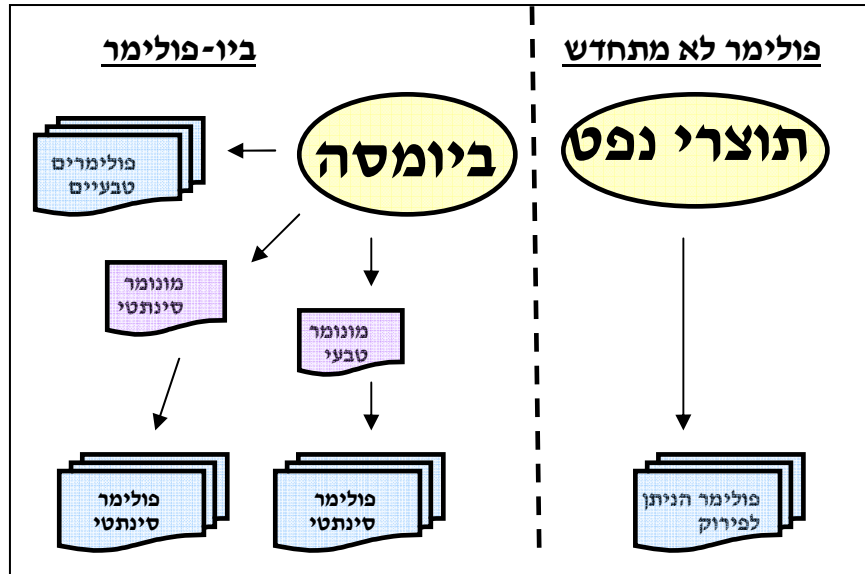 פולימר לא מתחדש
ביו-פולימר
תוצרי נפט
ביומסה
פולימרים
טבעיים
מונומר
סינתטי
מונומר
טבעי
פולימר הניתן
לפירוק
פולימר
סינתטי
פולימר
סינתטי